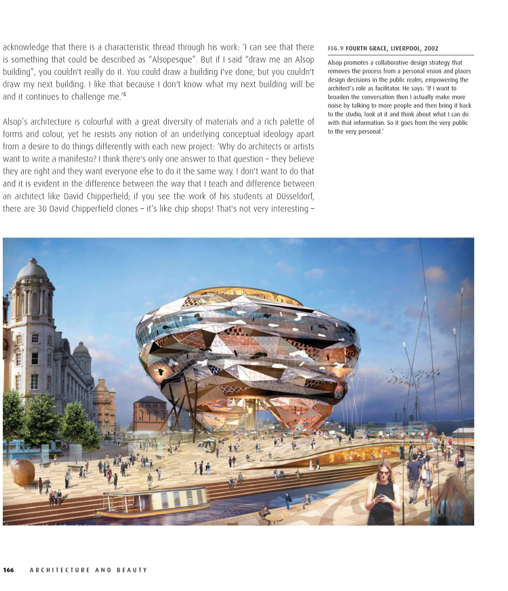 acknowledge that there is a characteristic thread through his work: ‘I can see that there
is something that could be described as “Alsopesque”. But if I said “draw me an Alsop
building”, you couldn't really do it. You could draw a building I've done, but you couldn't
draw my next building. I like that because I don't know what my next building will be
and it continues to challenge me.’⁵
Alsop's architecture is colourful with a great diversity of materials and a rich palette of
forms and colour, yet he resists any notion of an underlying conceptual ideology apart
from a desire to do things differently with each new project: ‘Why do architects or artists
want to write a manifesto? I think there's only one answer to that question – they believe
they are right and they want everyone else to do it the same way. I don't want to do that
and it is evident in the difference between the way that I teach and difference between
an architect like David Chipperfield; if you see the work of his students at Düsseldorf,
there are 30 David Chipperfield clones – it's like chip shops! That's not very interesting –
FIG.9 FOURTH GRACE, LIVERPOOL, 2002
Alsop promotes a collaborative design strategy that
removes the process from a personal vision and places
design decisions in the public realm, empowering the
architect's role as facilitator. He says: ‘If I want to
broaden the conversation then I actually make more
noise by talking to more people and then bring it back
to the studio, look at it and think about what I can do
with that information. So it goes from the very public
to the very personal.’
166 ARCHITECTURE AND BEAUTY